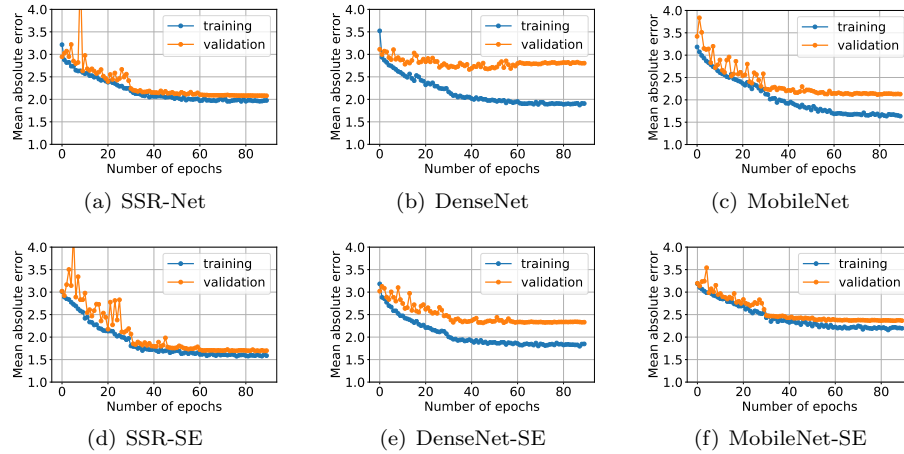 4.0
3.5
3.0
2.5
2.0
1.5
1.0
Mean absolute error
training
validation
0 20 40 60 80
Number of epochs
(a) SSR-Net
4.0
3.5
3.0
2.5
2.0
1.5
1.0
Mean absolute error
training
validation
0 20 40 60 80
Number of epochs
(b) DenseNet
4.0
3.5
3.0
2.5
2.0
1.5
1.0
Mean absolute error
training
validation
0 20 40 60 80
Number of epochs
(c) MobileNet
4.0
3.5
3.0
2.5
2.0
1.5
1.0
Mean absolute error
training
validation
0 20 40 60 80
Number of epochs
(d) SSR-SE
4.0
3.5
3.0
2.5
2.0
1.5
1.0
Mean absolute error
training
validation
0 20 40 60 80
Number of epochs
(e) DenseNet-SE
4.0
3.5
3.0
2.5
2.0
1.5
1.0
Mean absolute error
training
validation
0 20 40 60 80
Number of epochs
(f) MobileNet-SE